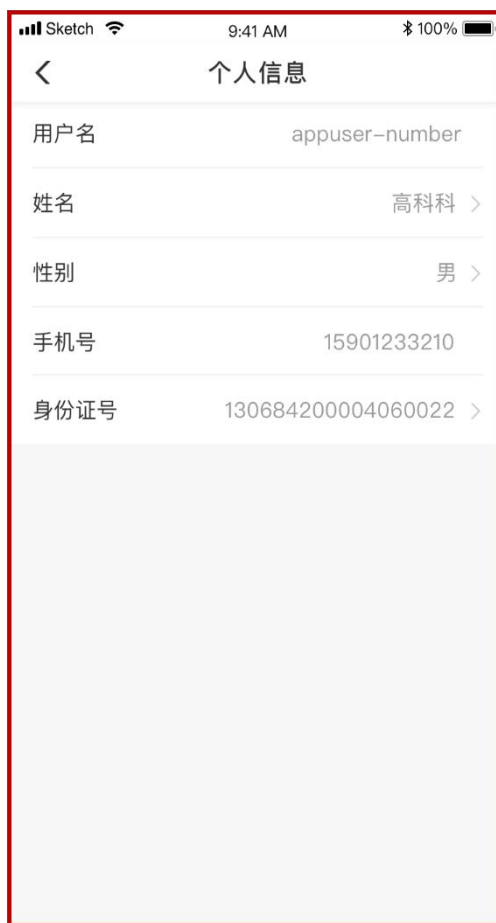 Sketch 9:41 AM 100%
个人信息
用户名 appuser-number
姓名 高科科
性别 男
手机号 15901233210
身份证号 130684200004060022